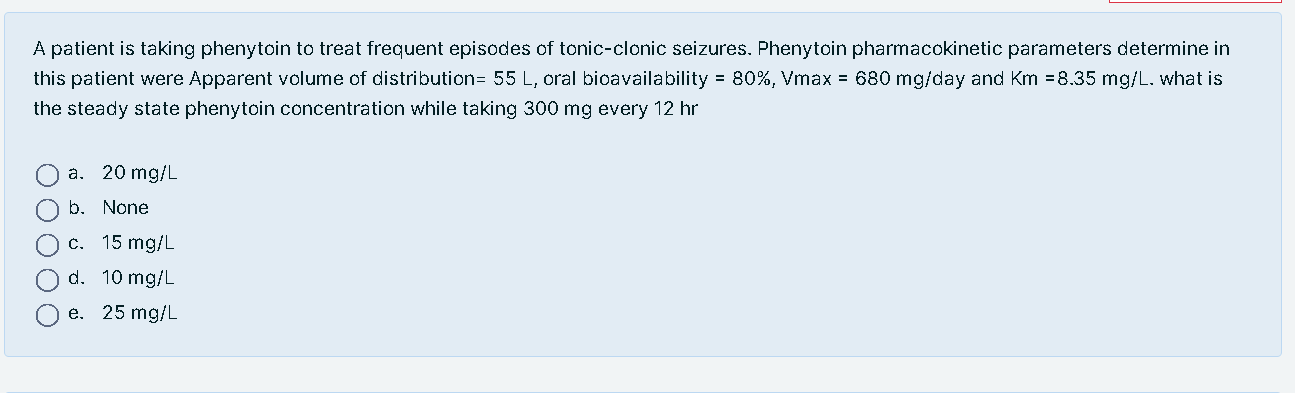 A patient is taking phenytoin to treat frequent episodes of tonic-clonic seizures. Phenytoin pharmacokinetic parameters determine in
this patient were Apparent volume of distribution= 55 L, oral bioavailability = 80%, Vmax = 680 mg/day and Km =8.35 mg/L. what is
the steady state phenytoin concentration while taking 300 mg every 12 hr
a. 20 mg/L
b. None
c. 15 mg/L
d. 10 mg/L
e. 25 mg/L